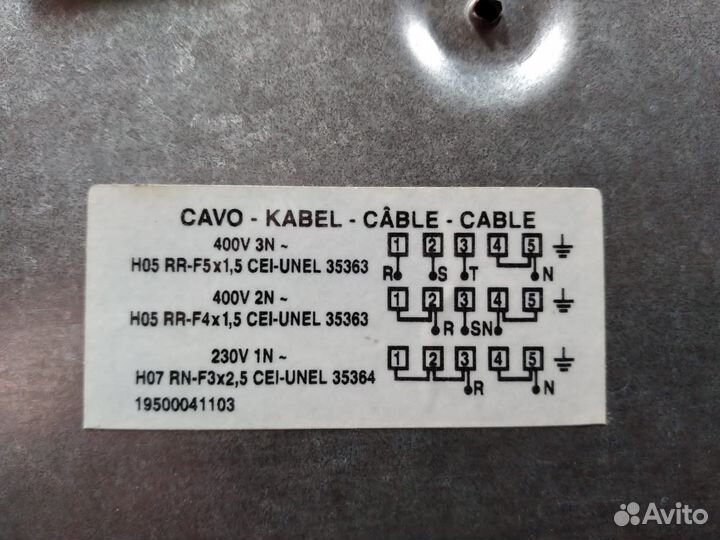 CAVO - KABEL - CÂBLE - CABLE
400V 3N ~
1 2 3 4 5
H05 RR-F5x1,5 CEI-UNEL 35363
R S T N
400V 2N ~
1 2 3 4 5
H05 RR-F4x1,5 CEI-UNEL 35363
R S N
230V 1N ~
1 2 3 4 5
H07 RN-F3x2,5 CEI-UNEL 35364
R N
19500041103
Avito